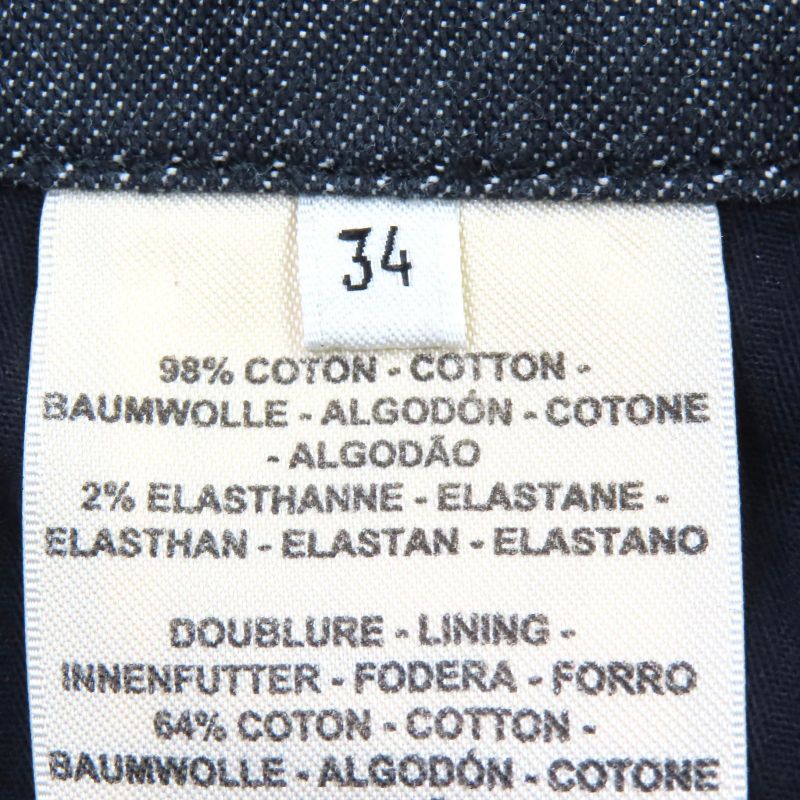 34
98% COTON - COTTON -
BAUMWOLLE - ALGODÓN - COTONE
- ALGODÃO
2% ELASTHANNE - ELASTANE -
ELASTHAN - ELASTAN - ELASTANO
DOUBLURE - LINING -
INNENFUTTER - FODERA - FORRO
64% COTON - COTTON -
BAUMWOLLE - ALGODÓN - COTONE